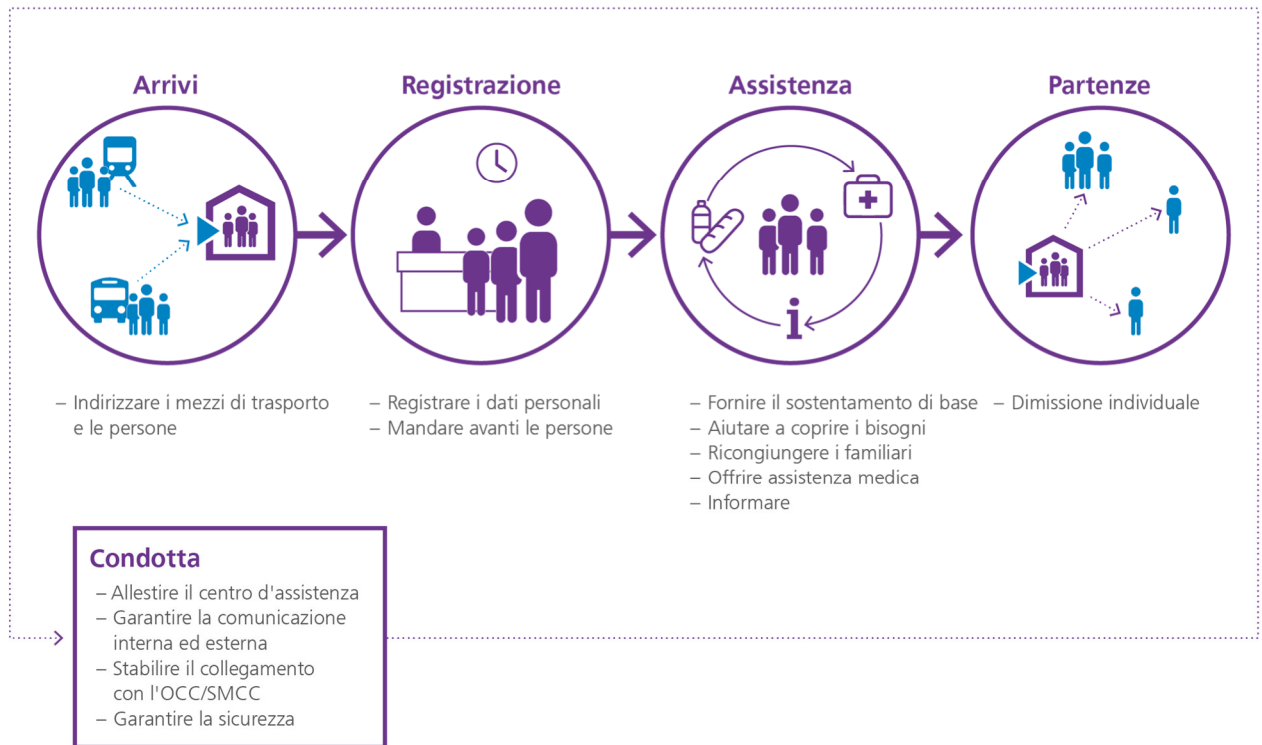 Arrivi
Registrazione
Assistenza
Partenze
– Indirizzare i mezzi di trasporto
e le persone
– Registrare i dati personali
– Mandare avanti le persone
– Fornire il sostentamento di base
– Aiutare a coprire i bisogni
– Ricongiungere i familiari
– Offrire assistenza medica
– Informare
– Dimissione individuale
Condotta
– Allestire il centro d'assistenza
– Garantire la comunicazione
interna ed esterna
– Stabilire il collegamento
con l'OCC/SMCC
– Garantire la sicurezza